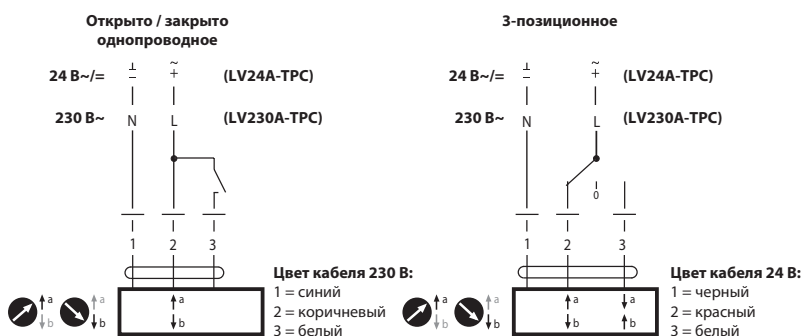 Открыто / закрыто
однопроводное
24 В~/= ⊥ − ~ + (LV24A-TPC)
230 В~ N L (LV230A-TPC)
1 2 3
a b a b a b
Цвет кабеля 230 В:
1 = синий
2 = коричневый
3 = белый
3-позиционное
24 В~/= ⊥ − ~ + (LV24A-TPC)
230 В~ N L (LV230A-TPC)
0
1 2 3
a b a b a b a b
Цвет кабеля 24 В:
1 = черный
2 = красный
3 = белый